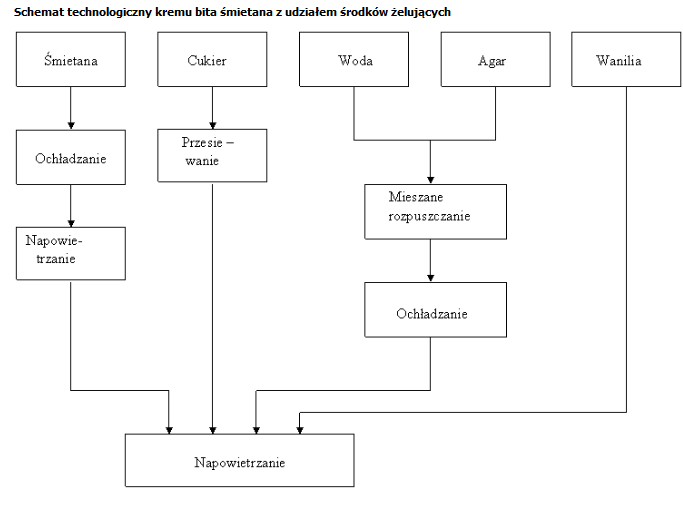 Schemat technologiczny kremu bita śmietana z udziałem środków żelujących
Śmietana
Cukier
Woda
Agar
Wanilia
Ochładzanie
Przesie –
wanie
Mieszane
rozpuszczanie
Napowie-
trzanie
Ochładzanie
Napowietrzanie